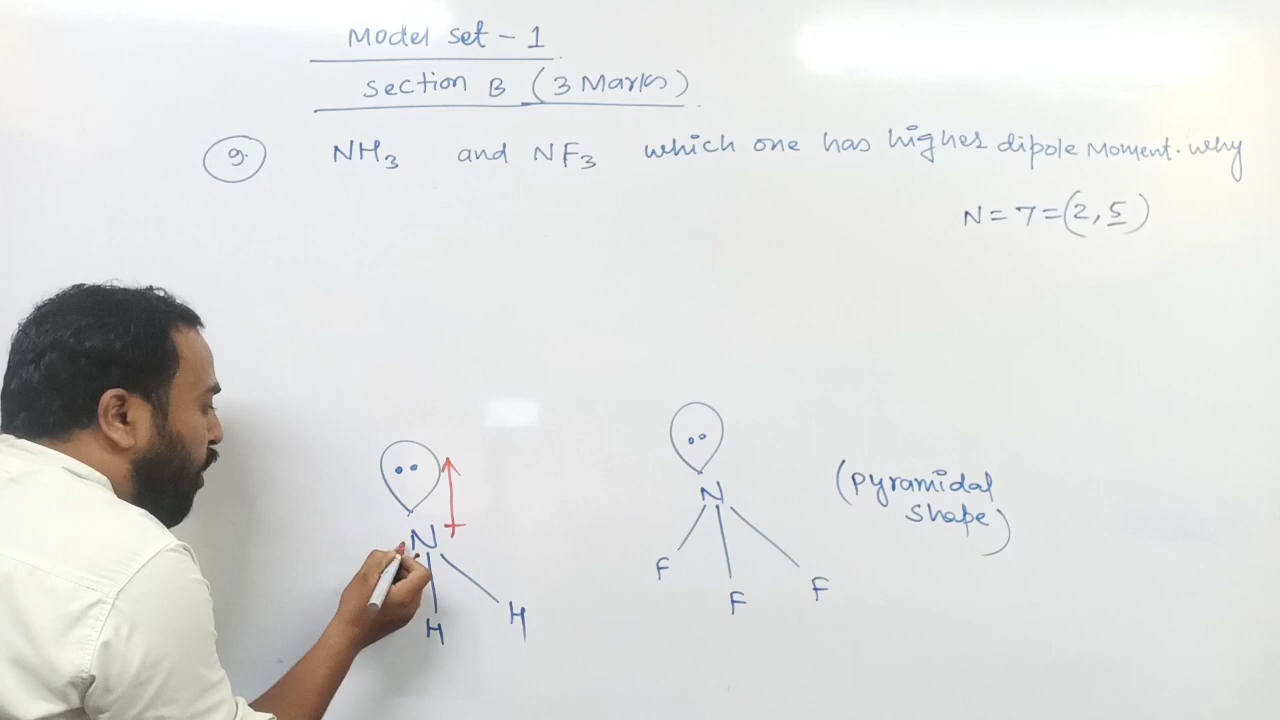 Model set - 1
Section B (3 Marks)
9. NH3 and NF3 which one has higher dipole Moment. why
N = 7 = (2, 5)
N
H
H
N
F
F
F
(Pyramidal
Shape)